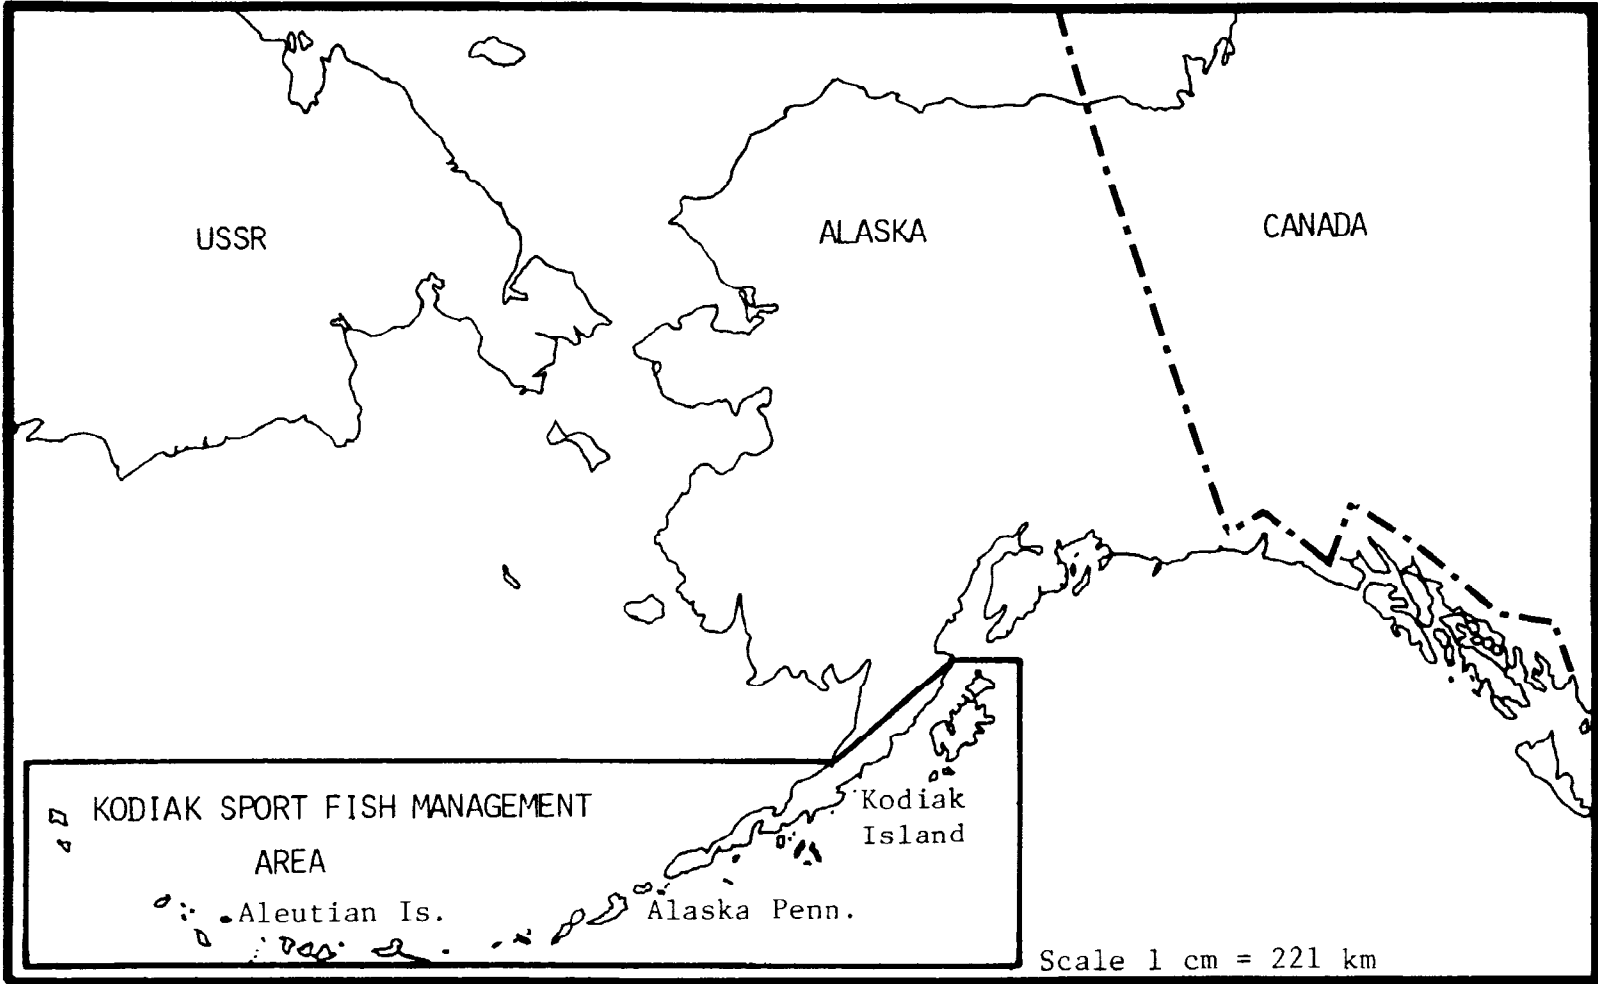 USSR
ALASKA
CANADA
KODIAK SPORT FISH MANAGEMENT
AREA
Kodiak
Island
Aleutian Is.
Alaska Penn.
Scale 1 cm = 221 km